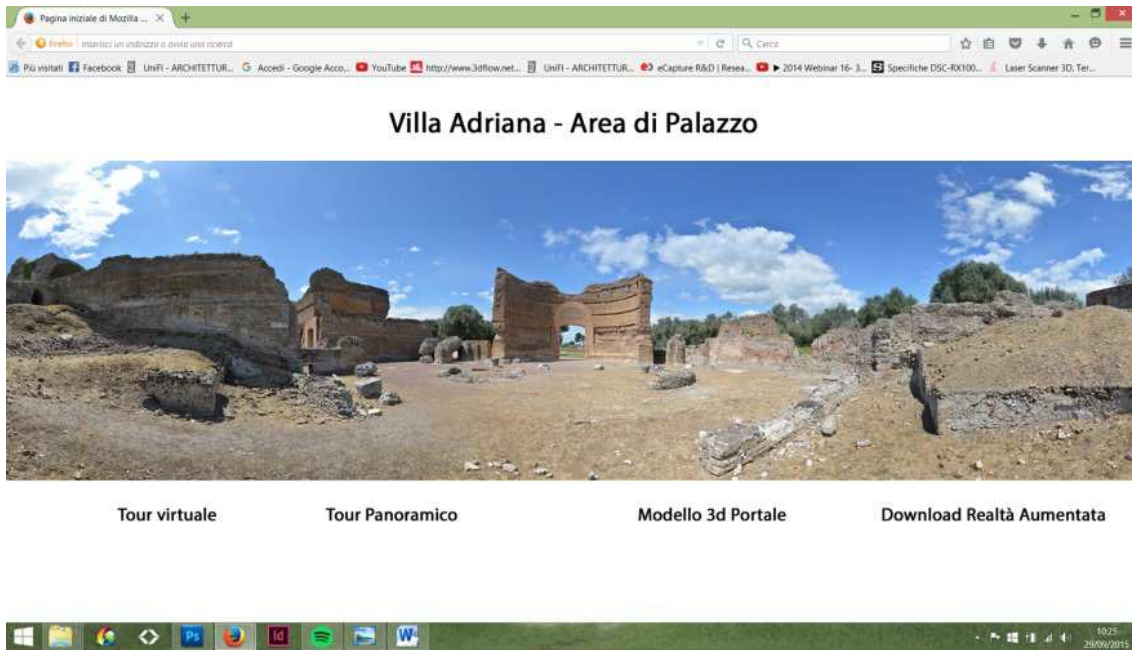 Pagina iniziale di Mozilla ...
Firefox Inserisci un indirizzo o avvia una ricerca
Cerca
Più visitati Facebook UniFI - ARCHITETTUR... Accedi - Google Acco... YouTube http://www.3dflow.net... UniFI - ARCHITETTUR... eCapture R&D | Resea... ▶ 2014 Webinar 16- 3... Specifiche DSC-RX100... Laser Scanner 3D, Ter...
Villa Adriana - Area di Palazzo
Tour virtuale Tour Panoramico Modello 3d Portale Download Realtà Aumentata
Ps Id W
10:25
29/09/2015